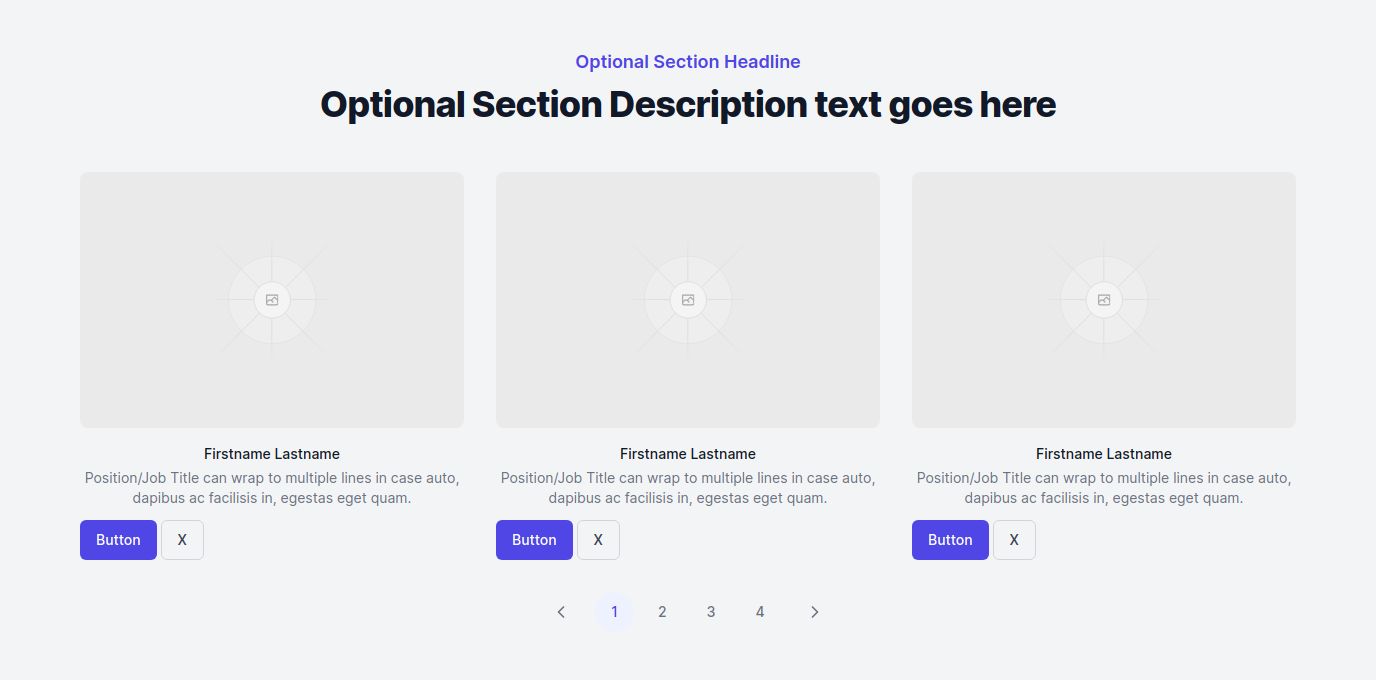 Optional Section Headline
Optional Section Description text goes here
Firstname Lastname
Position/Job Title can wrap to multiple lines in case auto,
dapibus ac facilisis in, egestas eget quam.
Button X
Firstname Lastname
Position/Job Title can wrap to multiple lines in case auto,
dapibus ac facilisis in, egestas eget quam.
Button X
Firstname Lastname
Position/Job Title can wrap to multiple lines in case auto,
dapibus ac facilisis in, egestas eget quam.
Button X
1 2 3 4